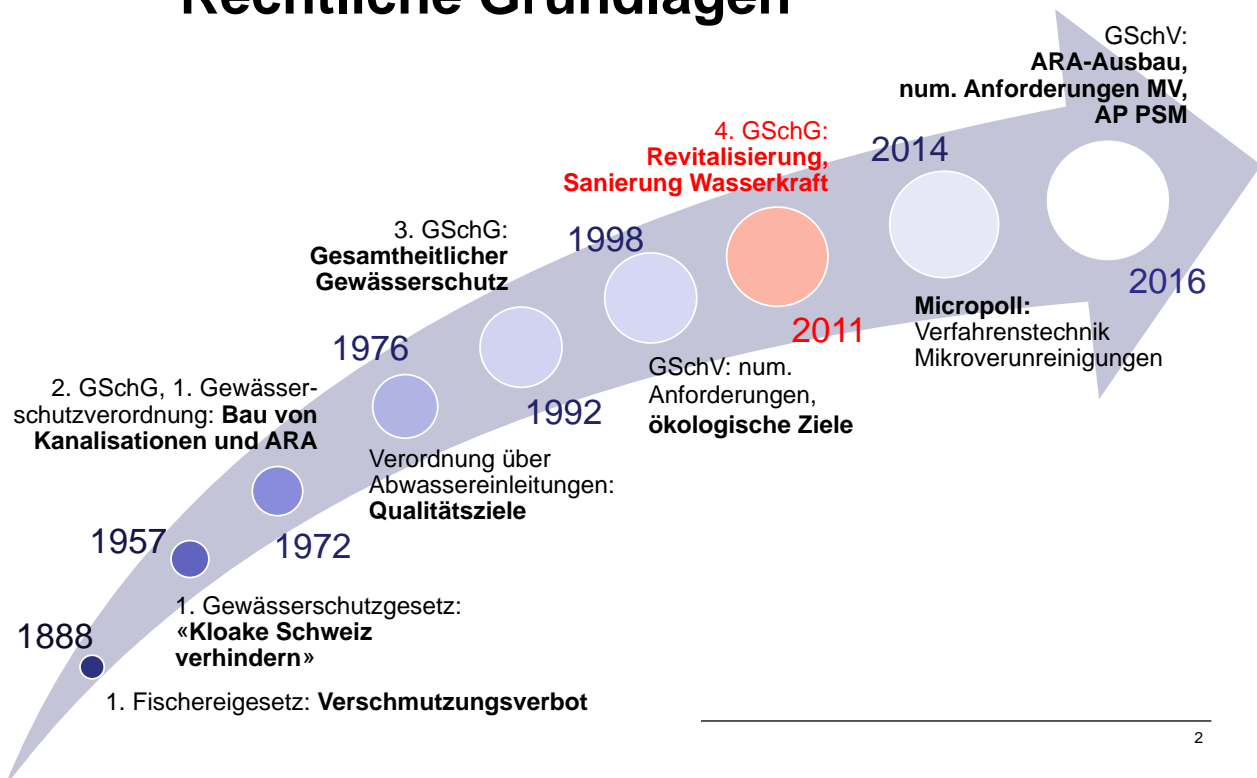 Rechtliche Grundlagen
GSchV:
ARA-Ausbau,
num. Anforderungen MV,
AP PSM
2016
4. GSchG:
Revitalisierung,
Sanierung Wasserkraft
2011
2014
Micropoll:
Verfahrenstechnik
Mikroverunreinigungen
3. GSchG:
Gesamtheitlicher
Gewässerschutz
1992
1998
GSchV: num.
Anforderungen,
ökologische Ziele
1976
Verordnung über
Abwassereinleitungen:
Qualitätsziele
2. GSchG, 1. Gewässer-
schutzverordnung: Bau von
Kanalisationen und ARA
1972
1957
1. Gewässerschutzgesetz:
«Kloake Schweiz
verhindern»
1888
1. Fischereigesetz: Verschmutzungsverbot
2